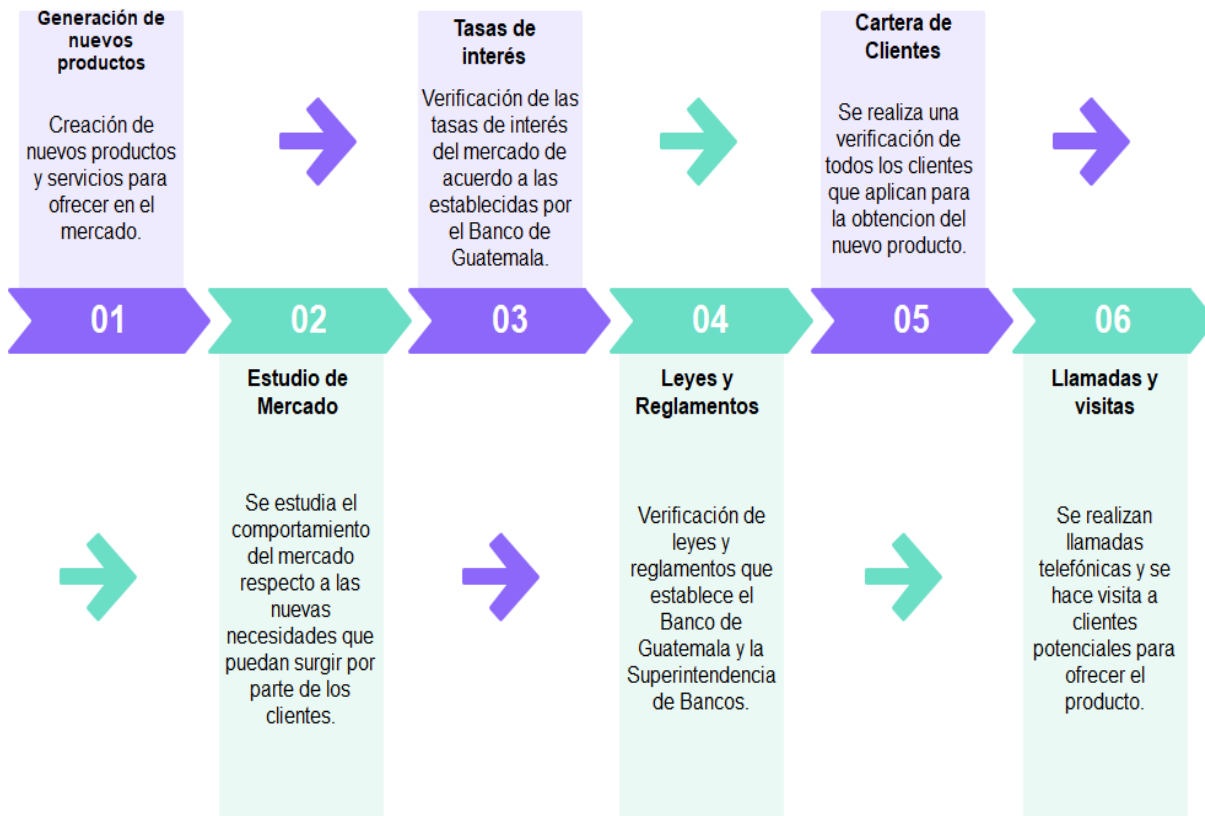 Generación de
nuevos
productos
Creación de
nuevos productos
y servicios para
ofrecer en el
mercado.
Tasas de
interés
Verificación de las
tasas de interés
del mercado de
acuerdo a las
establecidas por
el Banco de
Guatemala.
Cartera de
Clientes
Se realiza una
verificación de
todos los clientes
que aplican para
la obtencion del
nuevo producto.
01
02
03
04
05
06
Estudio de
Mercado
Se estudia el
comportamiento
del mercado
respecto a las
nuevas
necesidades que
puedan surgir por
parte de los
clientes.
Leyes y
Reglamentos
Verificación de
leyes y
reglamentos que
establece el
Banco de
Guatemala y la
Superintendencia
de Bancos.
Llamadas y
visitas
Se realizan
llamadas
telefónicas y se
hace visita a
clientes
potenciales para
ofrecer el
producto.